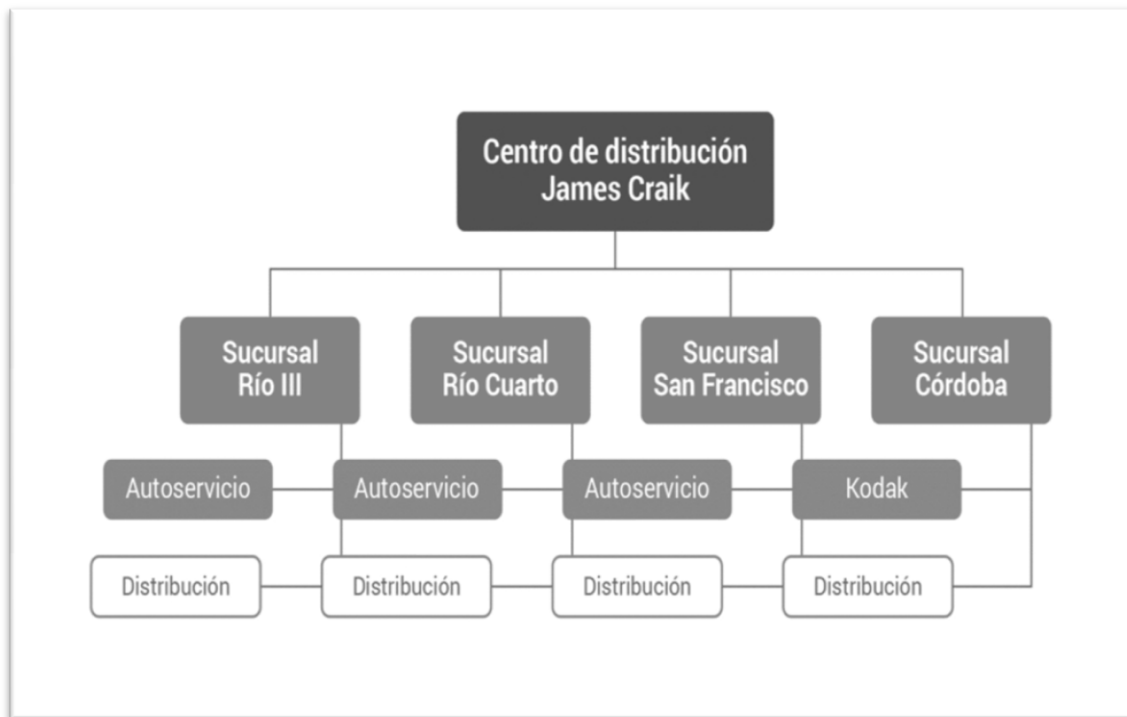 Centro de distribución
James Craik
Sucursal
Río III
Sucursal
Río Cuarto
Sucursal
San Francisco
Sucursal
Córdoba
Autoservicio
Autoservicio
Autoservicio
Kodak
Distribución
Distribución
Distribución
Distribución